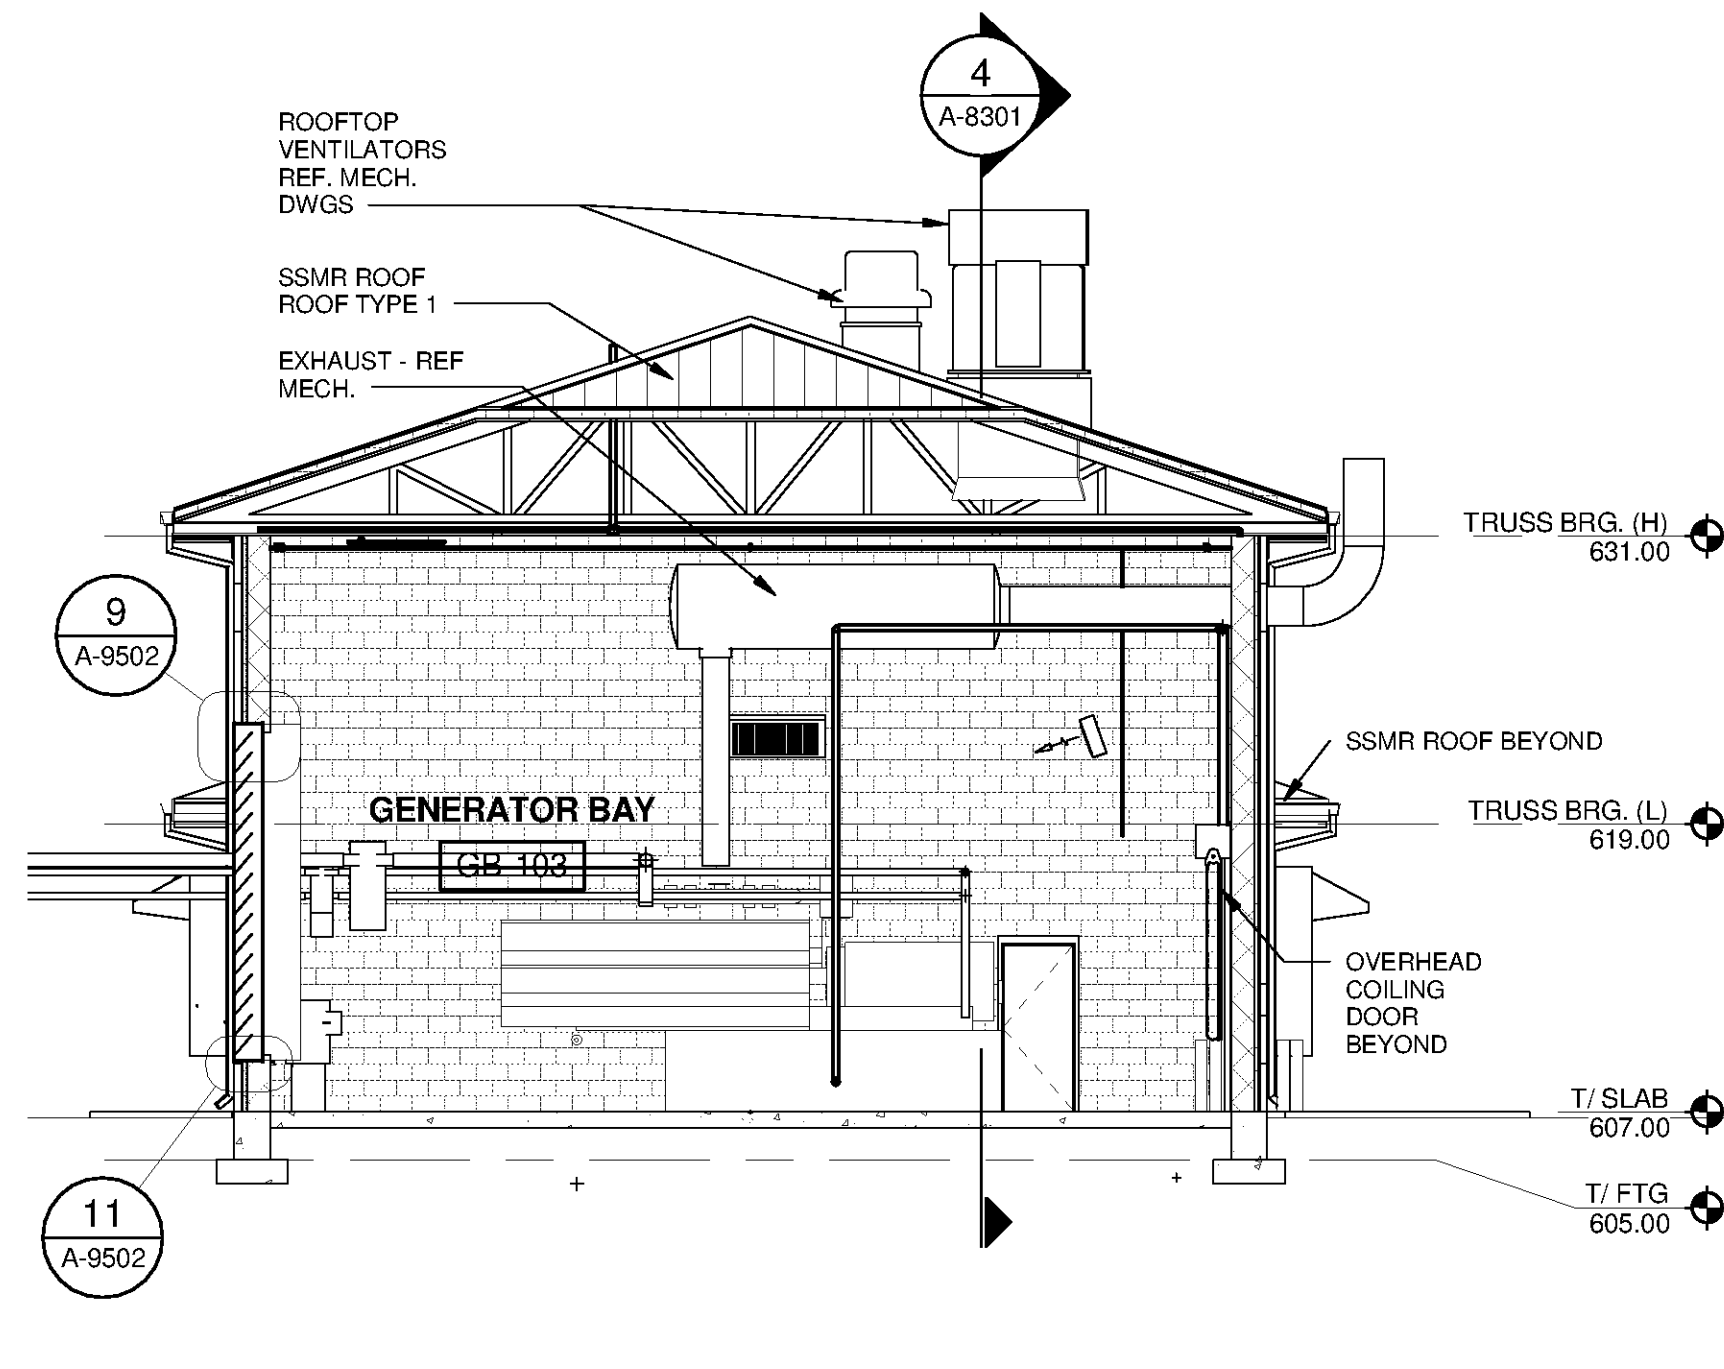 4
A-8301
ROOFTOP
VENTILATORS
REF. MECH.
DWGS
SSMR ROOF
ROOF TYPE 1
EXHAUST - REF
MECH.
TRUSS BRG. (H)
631.00
9
A-9502
SSMR ROOF BEYOND
GENERATOR BAY
GB 103
TRUSS BRG. (L)
619.00
OVERHEAD
COILING
DOOR
BEYOND
T/ SLAB
607.00
T/ FTG
605.00
11
A-9502